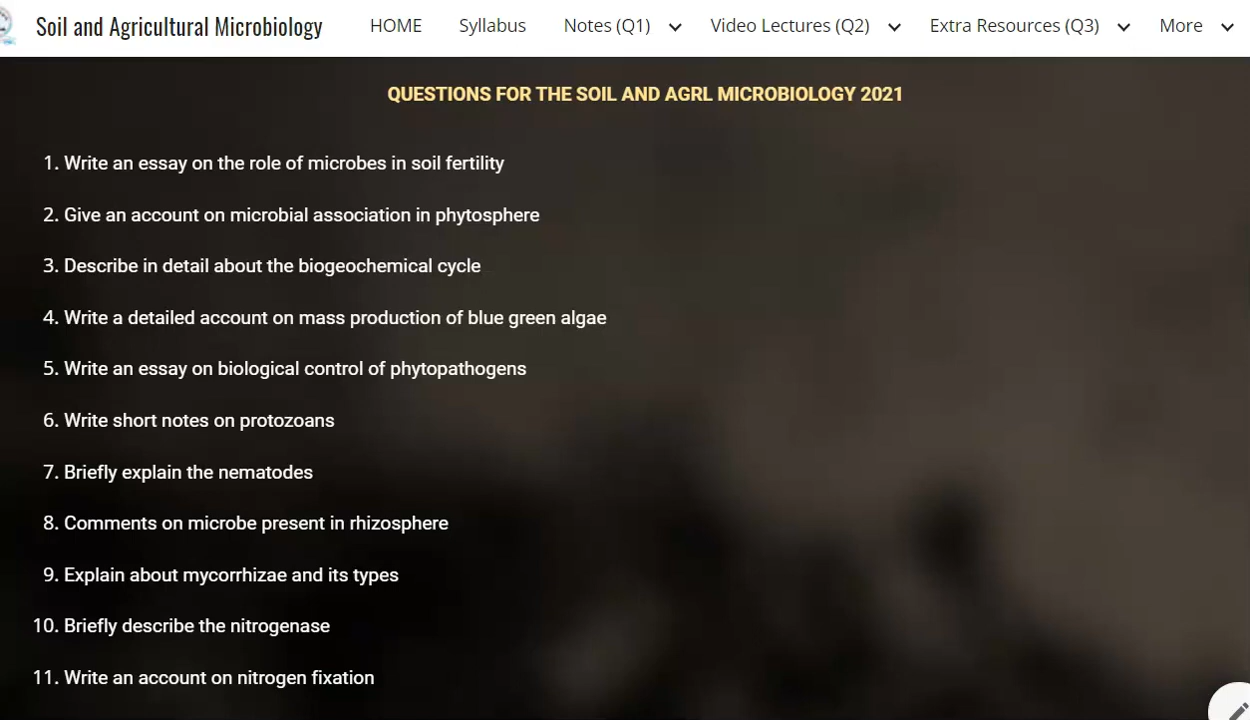 Soil and Agricultural Microbiology HOME Syllabus Notes (Q1) Video Lectures (Q2) Extra Resources (Q3) More
QUESTIONS FOR THE SOIL AND AGRL MICROBIOLOGY 2021
1. Write an essay on the role of microbes in soil fertility
2. Give an account on microbial association in phytosphere
3. Describe in detail about the biogeochemical cycle
4. Write a detailed account on mass production of blue green algae
5. Write an essay on biological control of phytopathogens
6. Write short notes on protozoans
7. Briefly explain the nematodes
8. Comments on microbe present in rhizosphere
9. Explain about mycorrhizae and its types
10. Briefly describe the nitrogenase
11. Write an account on nitrogen fixation